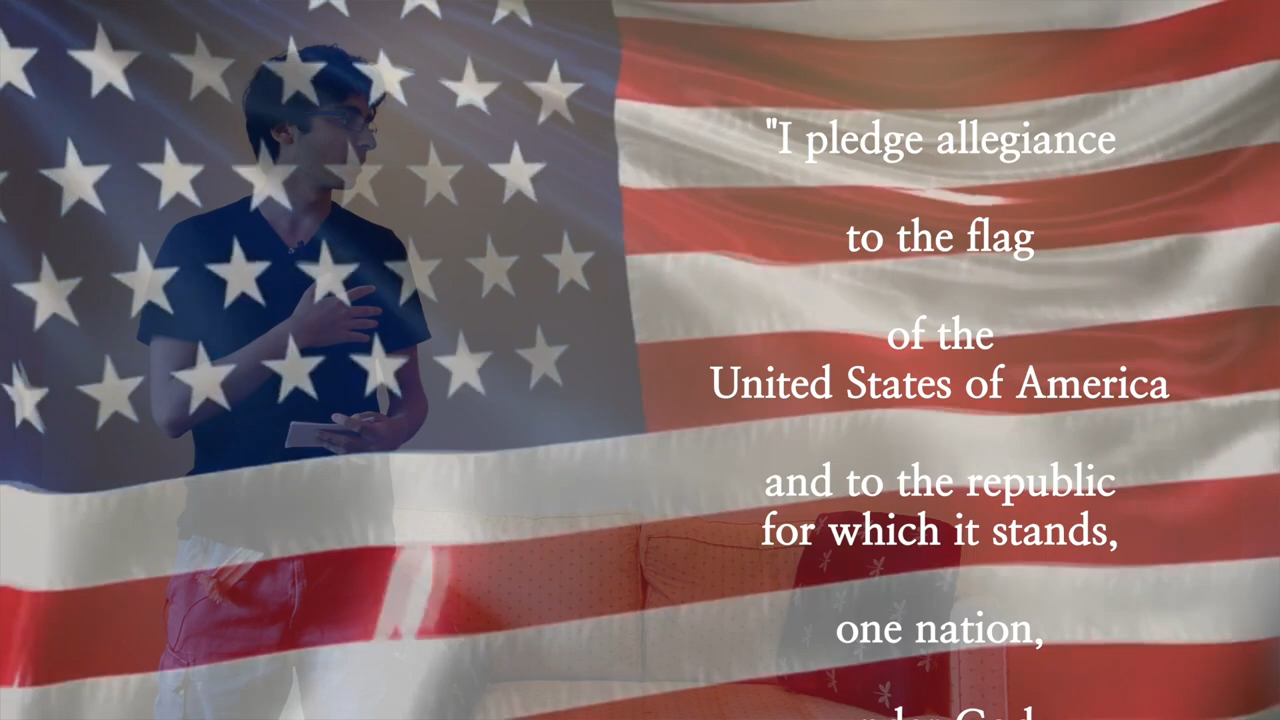 "I pledge allegiance
to the flag
of the
United States of America
and to the republic
for which it stands,
one nation,